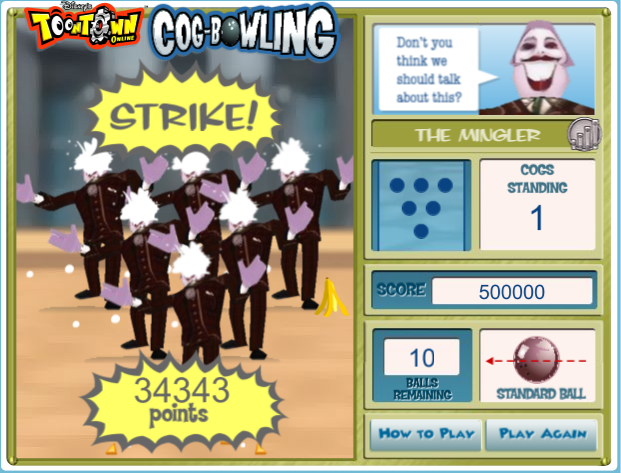 Disney's
TOONTOWN
ONLINE
COG-BOWLING
STRIKE!
34343
points
Don't you
think we
should talk
about this?
THE MINGLER
COGS
STANDING
1
SCORE 500000
10
BALLS
REMAINING
STANDARD BALL
HOW TO PLAY PLAY AGAIN